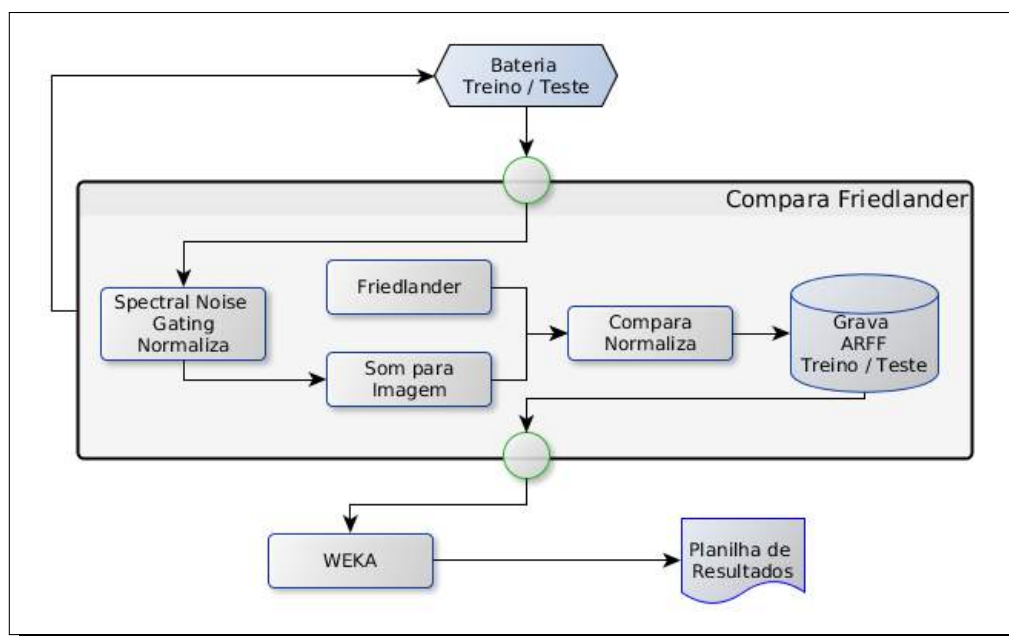 Bateria
Treino / Teste
Compara Friedlander
Spectral Noise
Gating
Normaliza
Friedlander
Som para
Imagem
Compara
Normaliza
Grava
ARFF
Treino / Teste
WEKA
Planilha de
Resultados